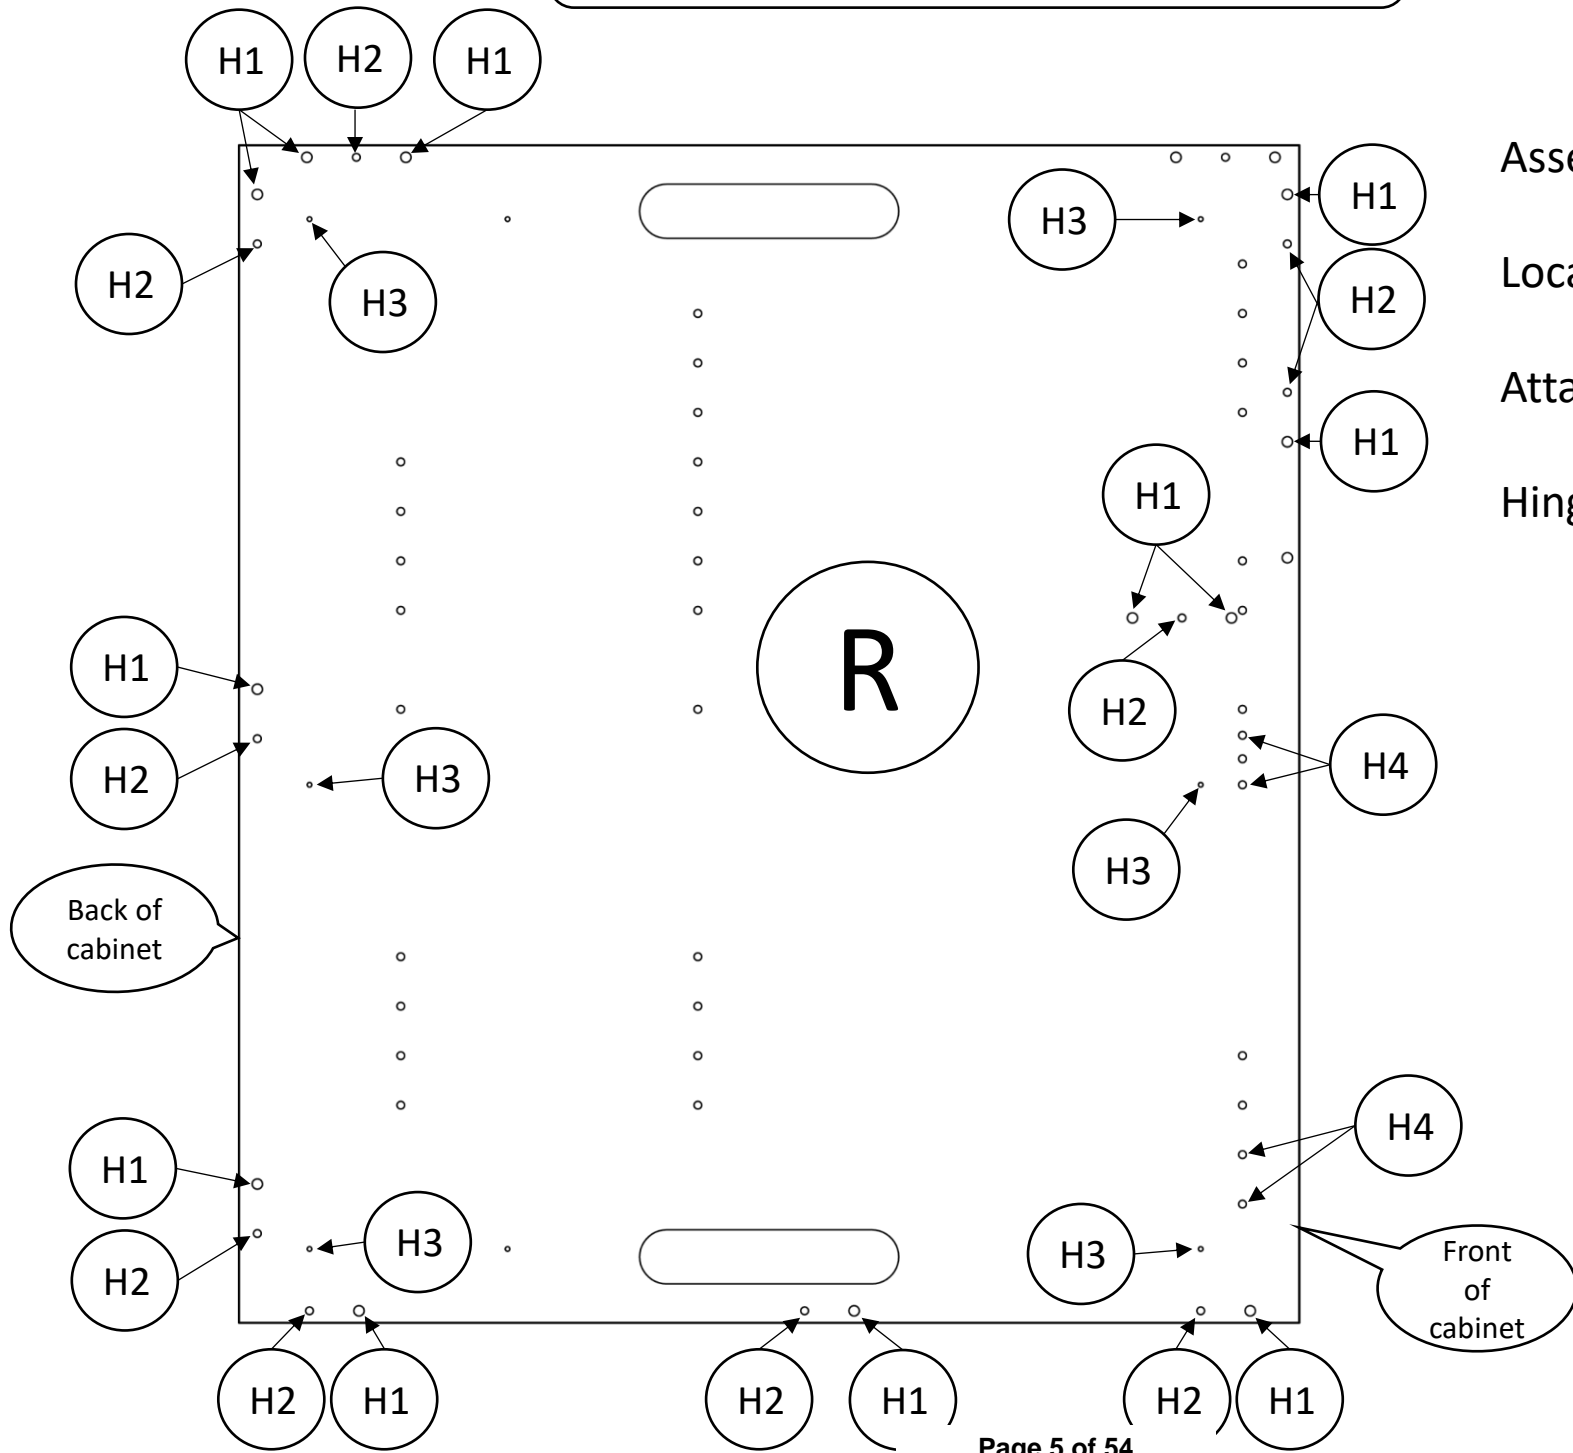 H1
H2
H1
Asse
H1
H3
H2
H3
Loca
H2
Atta
H1
H1
Hing
R
H1
H2
H2
H3
H4
H3
Back of
cabinet
H4
H1
H3
H3
H2
Front
of
cabinet
H2
H1
H2
H1
H2
H1
Page 5 of 54